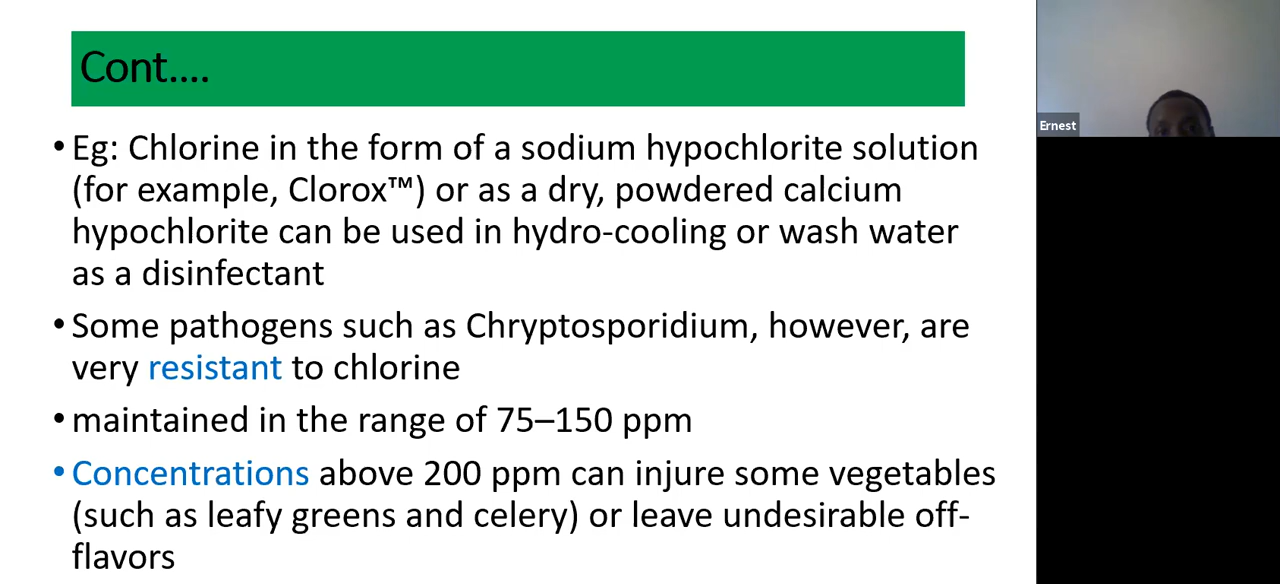 Cont....
•Eg: Chlorine in the form of a sodium hypochlorite solution
(for example, Clorox™) or as a dry, powdered calcium
hypochlorite can be used in hydro-cooling or wash water
as a disinfectant
•Some pathogens such as Chryptosporidium, however, are
very resistant to chlorine
•maintained in the range of 75–150 ppm
•Concentrations above 200 ppm can injure some vegetables
(such as leafy greens and celery) or leave undesirable off-
flavors
Ernest